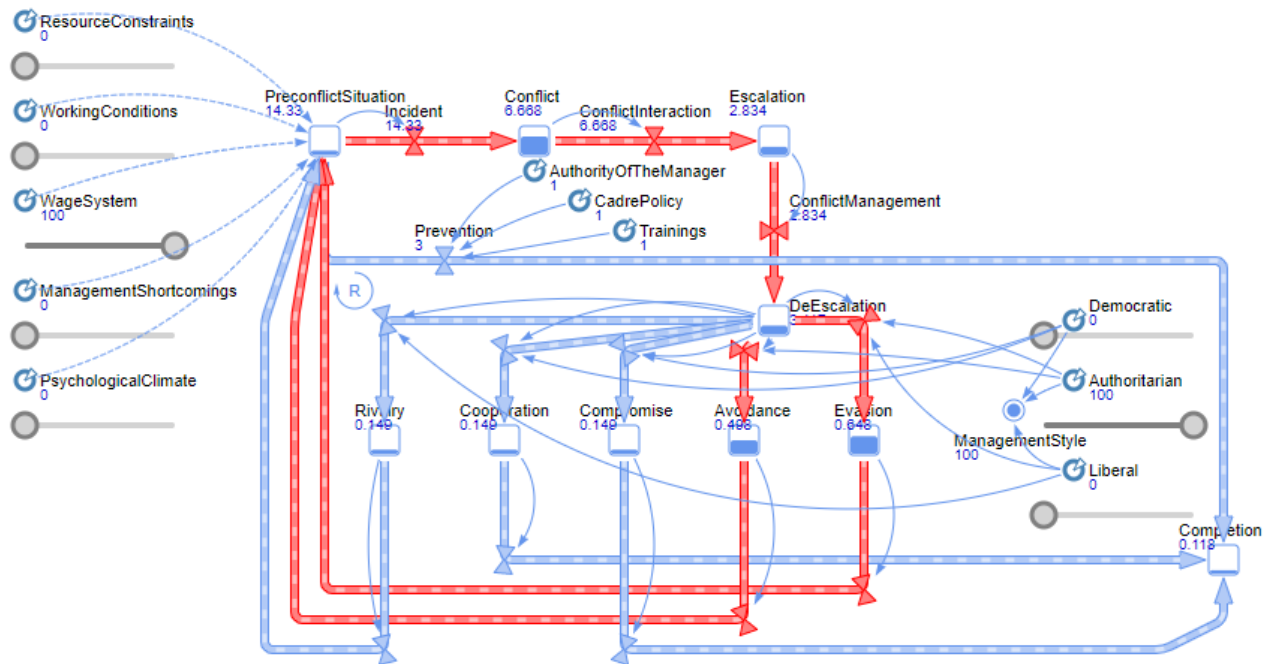 ResourceConstraints
0
WorkingConditions
0
WageSystem
100
ManagementShortcomings
0
PsychologicalClimate
0
PreconflictSituation
14.33
Incident
14.33
Conflict
6.668
ConflictInteraction
6.668
Escalation
2.834
AuthorityOfTheManager
1
CadrePolicy
1
Trainings
1
Prevention
3
ConflictManagement
2.834
R
DeEscalation
Democratic
0
Authoritarian
100
ManagementStyle
100
Liberal
0
Rivalry
0.149
Cooperation
0.149
Compromise
0.149
Avoidance
0.498
Evasion
0.648
Completion
0.118